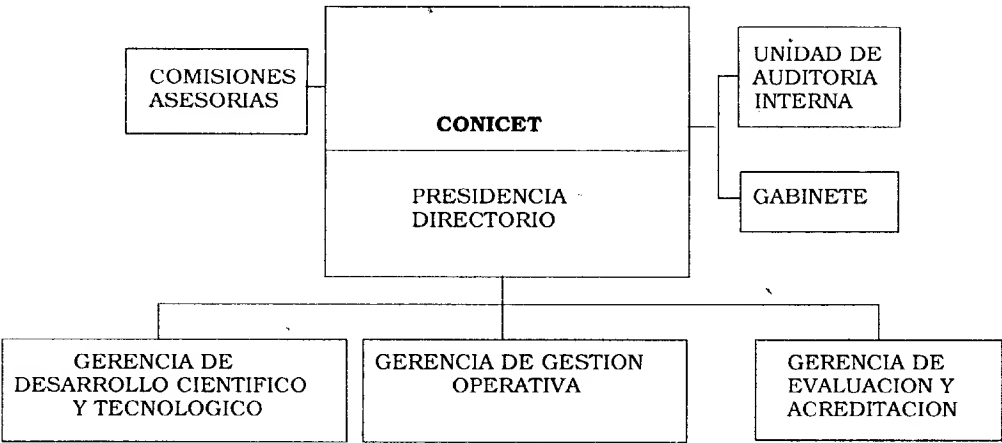 COMISIONES
ASESORIAS
CONICET
PRESIDENCIA
DIRECTORIO
UNIDAD DE
AUDITORIA
INTERNA
GABINETE
GERENCIA DE
DESARROLLO CIENTIFICO
Y TECNOLOGICO
GERENCIA DE GESTION
OPERATIVA
GERENCIA DE
EVALUACION Y
ACREDITACION